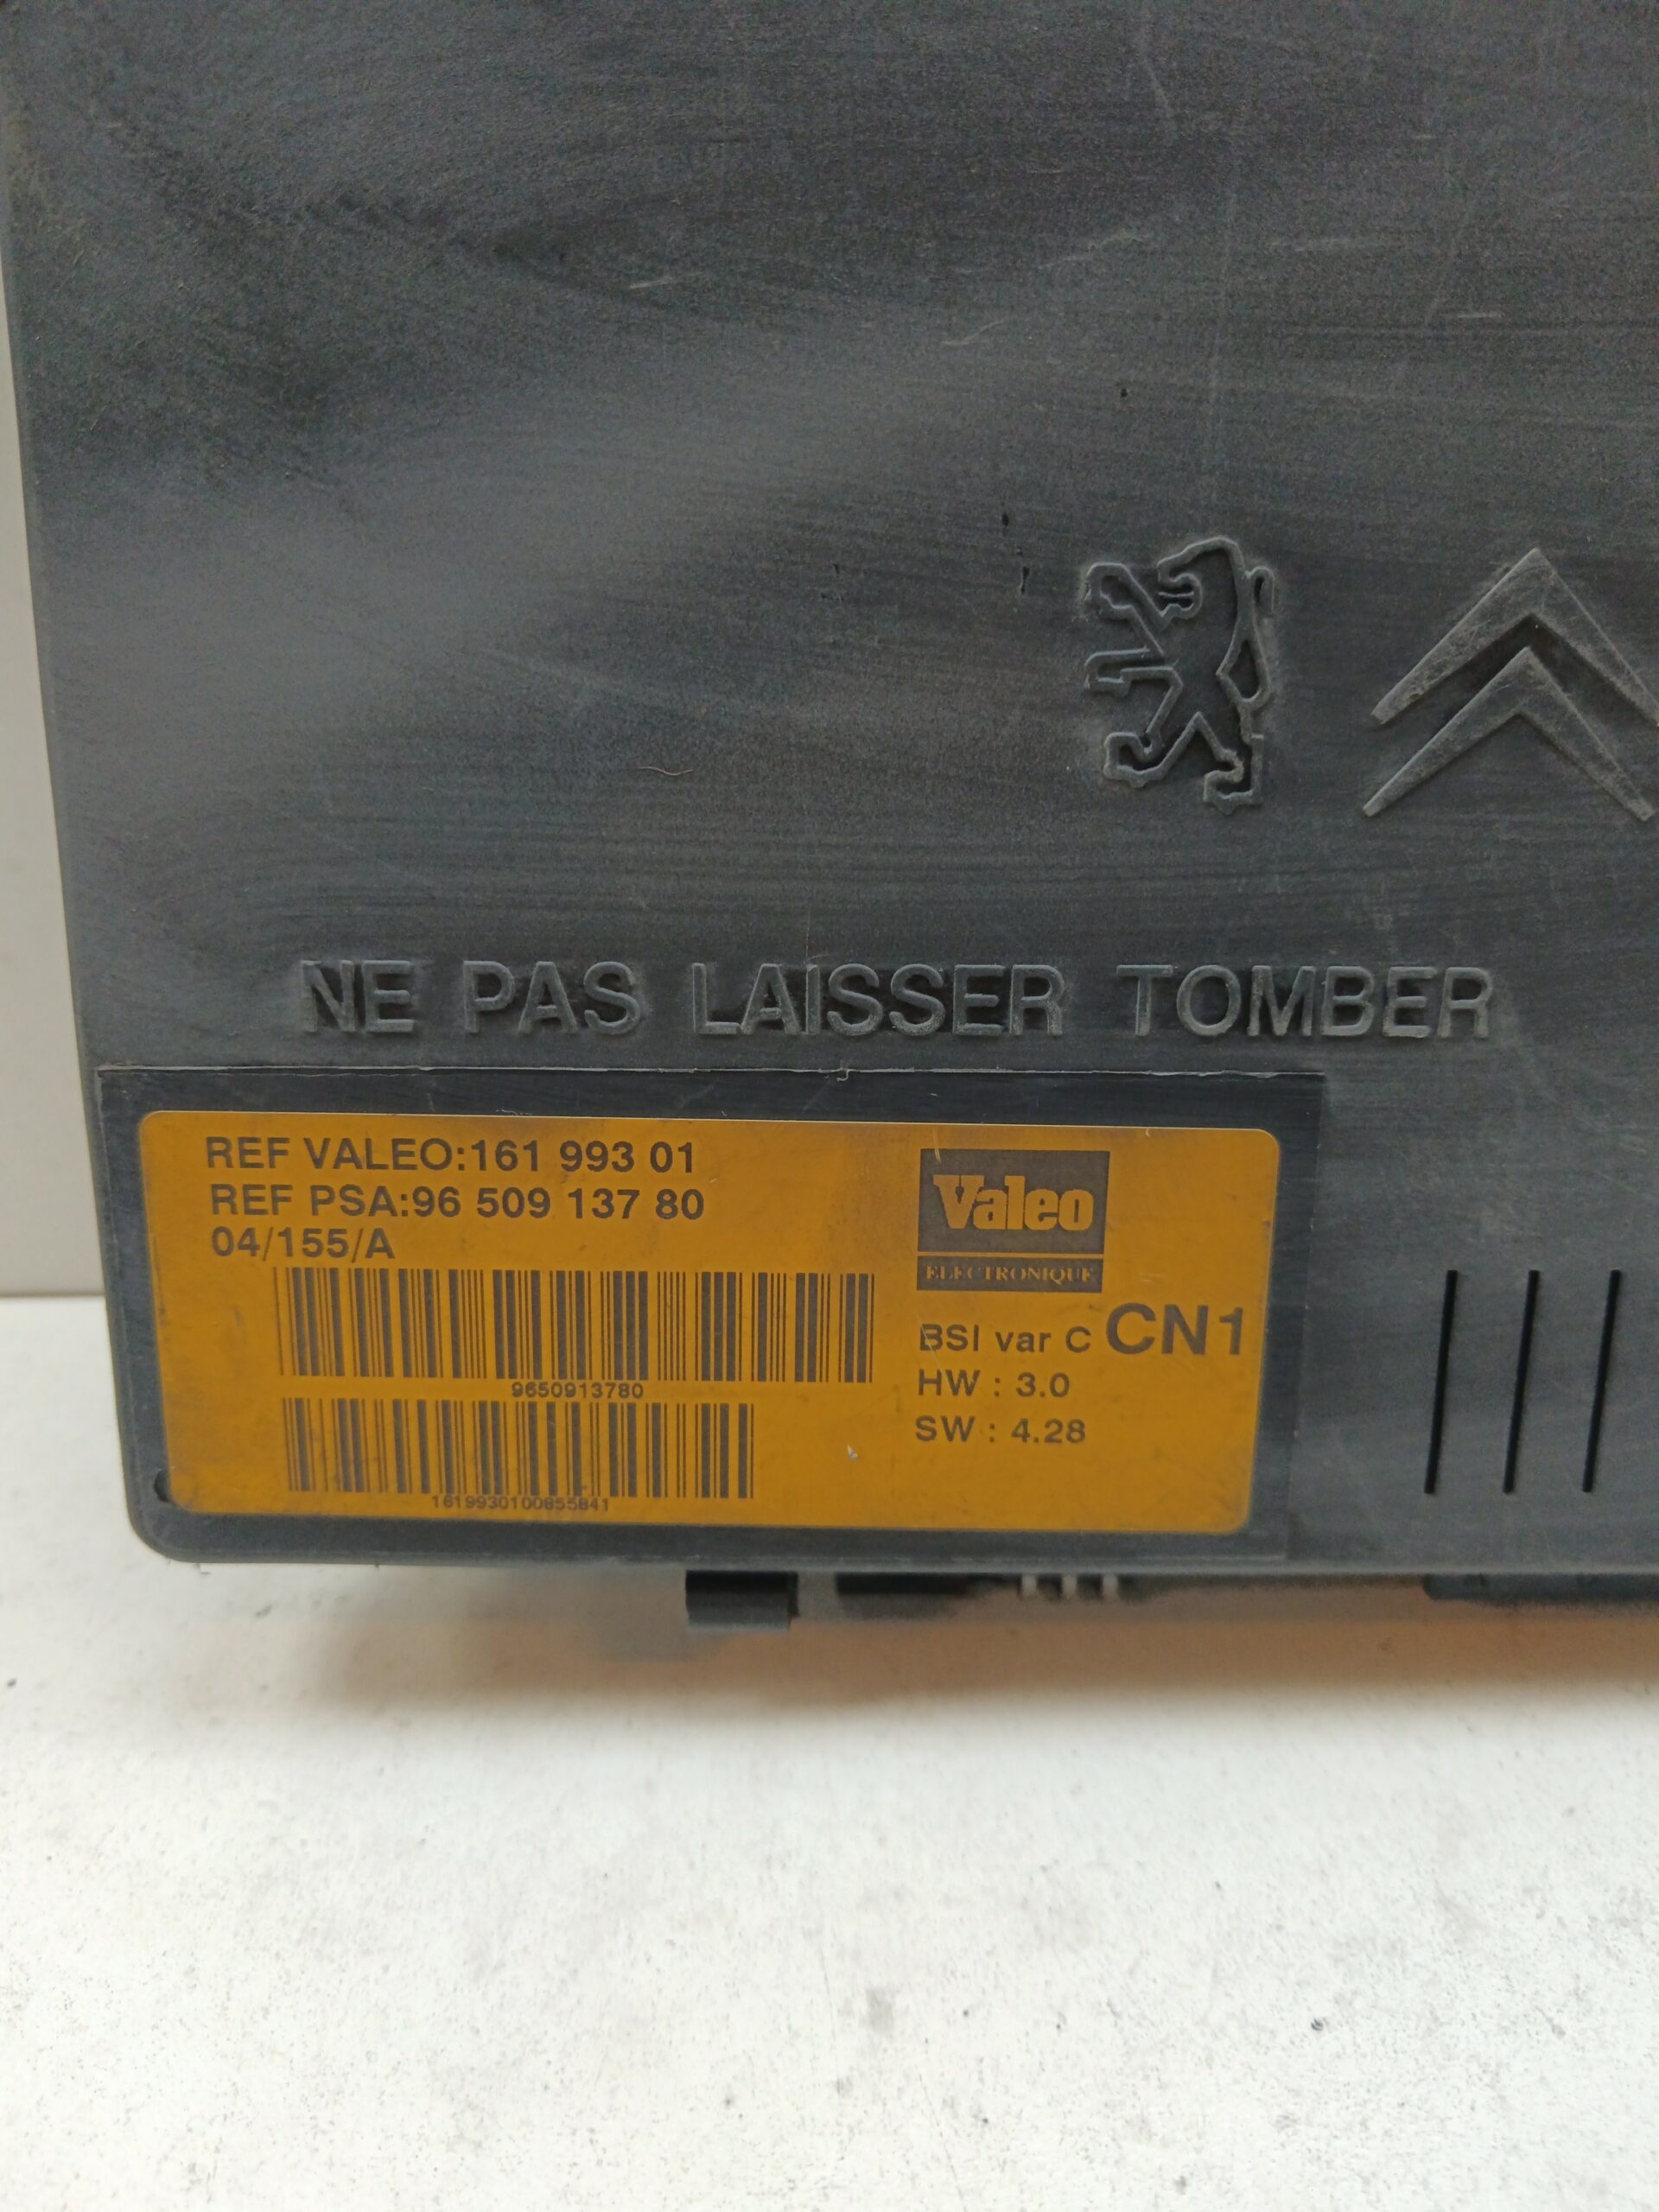 NE PAS LAISSER TOMBER
REF VALEO:161 993 01
REF PSA:96 509 137 80
04/155/A
9650913780
1619930100855841
Valeo
ELECTRONIQUE
BSI var C CN1
HW : 3.0
SW : 4.28